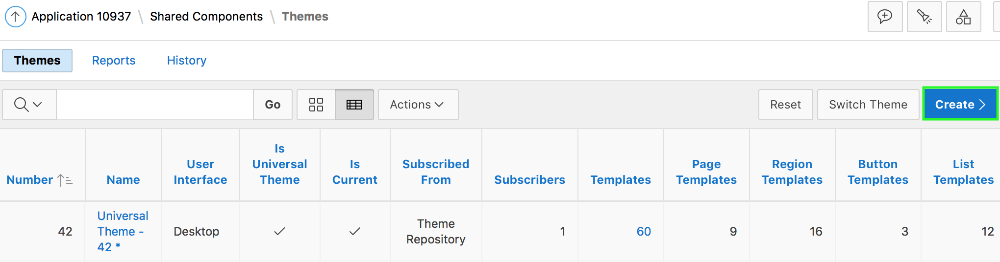 Application 10937 \ Shared Components \ Themes
Themes Reports History
Go Actions Reset Switch Theme Create
Number
Name
User
Interface
Is
Universal
Theme
Is
Current
Subscribed
From
Subscribers
Templates
Page
Templates
Region
Templates
Button
Templates
List
Templates
42
Universal
Theme -
42 *
Desktop
Theme
Repository
1
60
9
16
3
12